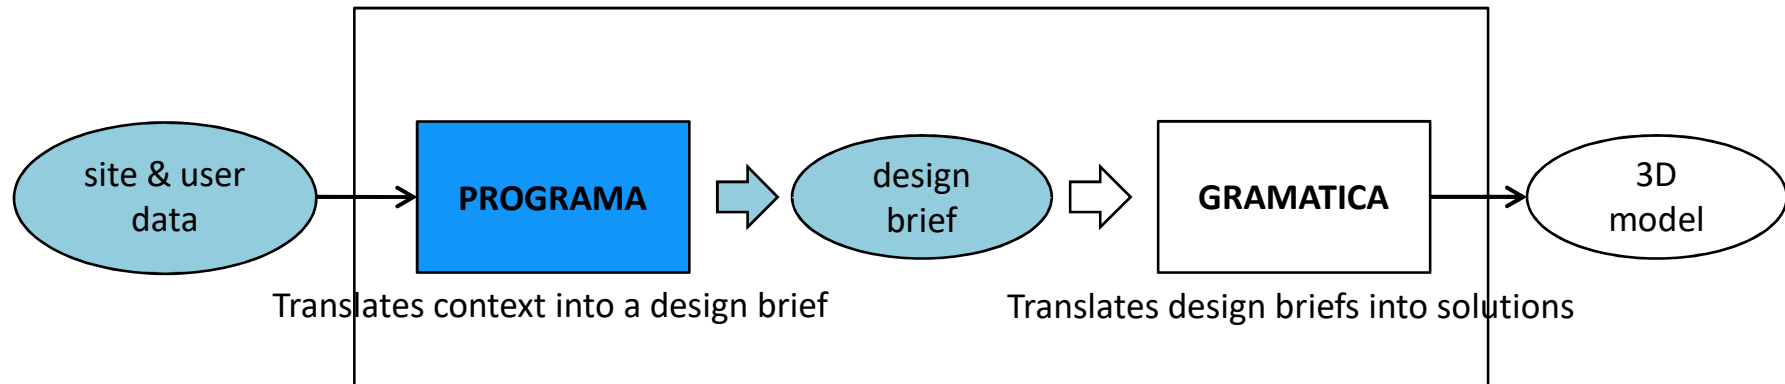 site & user
data
PROGRAMA
design
brief
GRAMATICA
3D
model
Translates context into a design brief
Translates design briefs into solutions